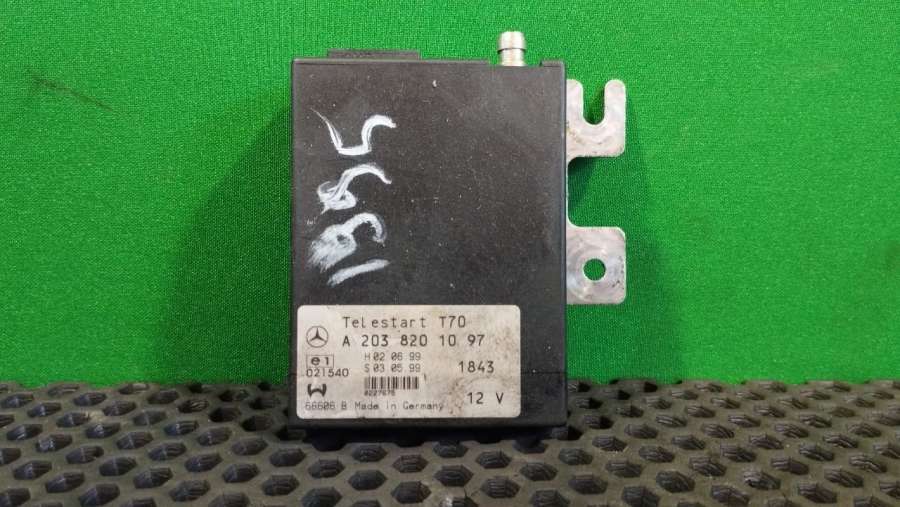 Telestart T70
A 203 820 10 97
e1
H 02 06 99
021540
S 03 05 99
1843
0227676
12 V
66606 B Made in Germany